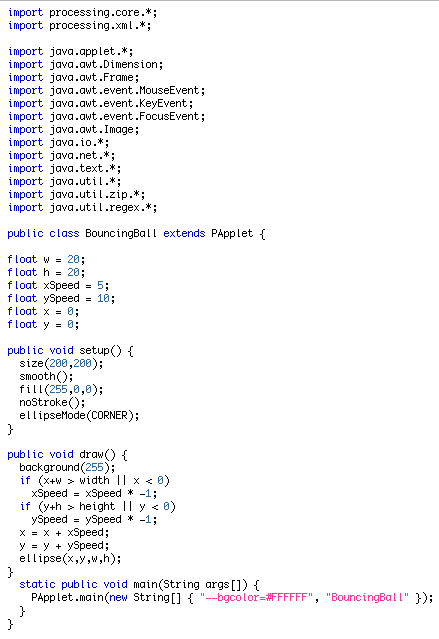 import processing.core.*;
import processing.xml.*;

import java.applet.*;
import java.awt.Dimension;
import java.awt.Frame;
import java.awt.event.MouseEvent;
import java.awt.event.KeyEvent;
import java.awt.event.FocusEvent;
import java.awt.Image;
import java.io.*;
import java.net.*;
import java.text.*;
import java.util.*;
import java.util.zip.*;
import java.util.regex.*;

public class BouncingBall extends PApplet {

float w = 20;
float h = 20;
float xSpeed = 5;
float ySpeed = 10;
float x = 0;
float y = 0;

public void setup() {
  size(200,200);
  smooth();
  fill(255,0,0);
  noStroke();
  ellipseMode(CORNER);
}

public void draw() {
  background(255);
  if (x+w > width || x < 0)
    xSpeed = xSpeed * -1;
  if (y+h > height || y < 0)
    ySpeed = ySpeed * -1;
  x = x + xSpeed;
  y = y + ySpeed;
  ellipse(x,y,w,h);
}
  static public void main(String args[]) {
    PApplet.main(new String[] { "--bgcolor=#FFFFFF", "BouncingBall" });
  }
}